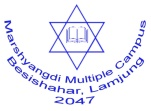 Marshyangdi Multiple Campus
Besishahar, Lamjung
2047